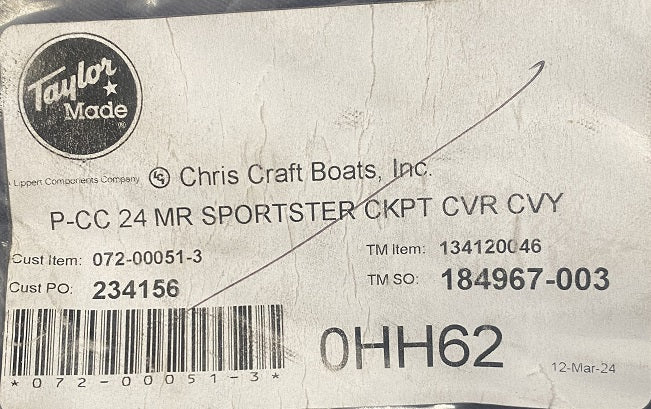 Taylor
Made
®
A Lippert Components Company
Chris Craft Boats, Inc.
P-CC 24 MR SPORTSTER CKPT CVR CVY
Cust Item: 072-00051-3
TM Item: 134120046
Cust PO: 234156
TM SO: 184967-003
*072-00051-3*
0HH62
12-Mar-24